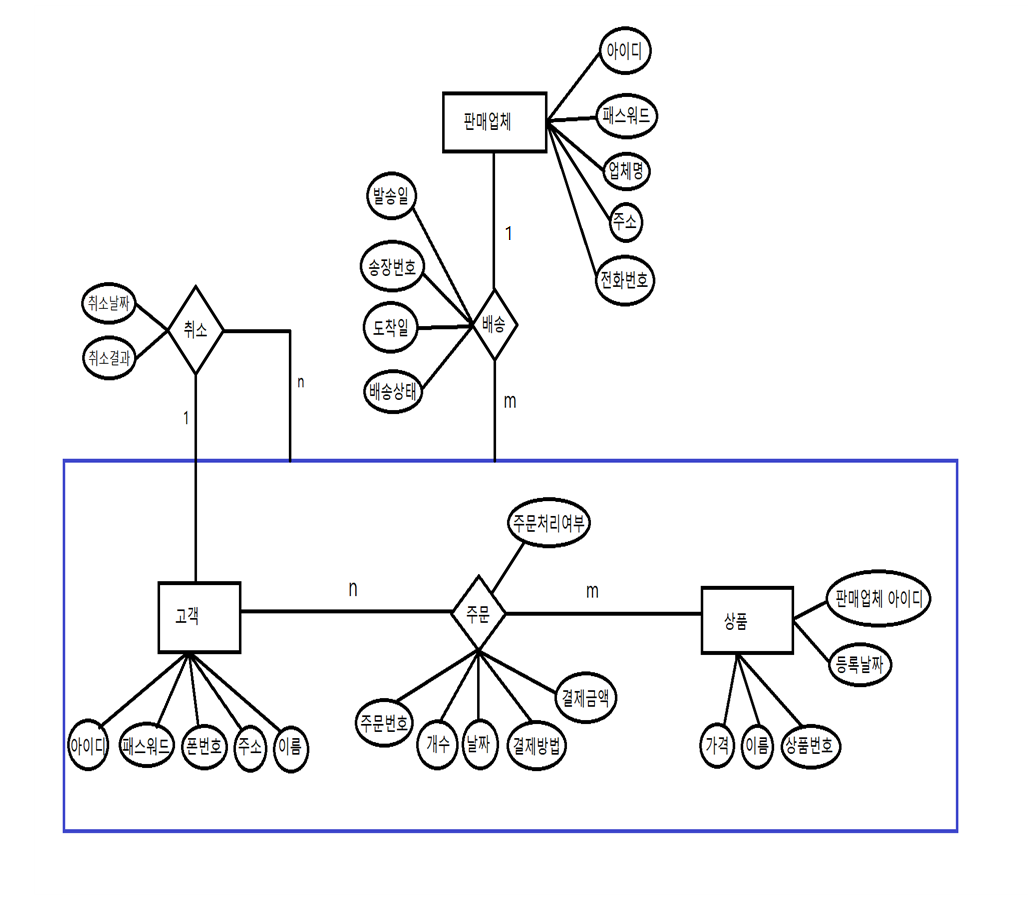 아이디
판매업체
패스워드
업체명
발송일
주소
1
송장번호
전화번호
취소날짜
취소
도착일
배송
취소결과
n
배송상태
m
1
주문처리여부
n
m
판매업체 아이디
고객
주문
상품
등록날짜
결제금액
주문번호
아이디
패스워드
폰번호
주소
이름
개수
날짜
결제방법
가격
이름
상품번호